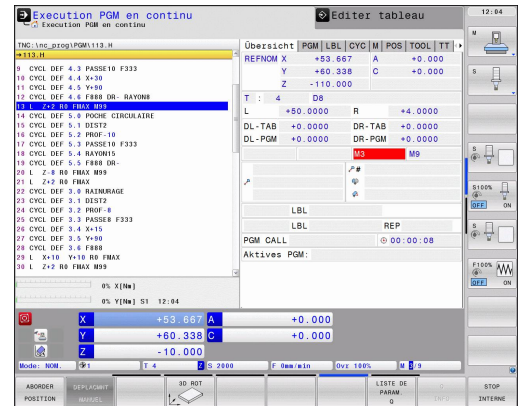 Execution PGM en continu
Execution PGM en continu
Editer tableau
12:04
TNC:\nc_prog\PGM\113.H
→113.H
9 CYCL DEF 4.3 PASSE10 F333
10 CYCL DEF 4.4 X+30
11 CYCL DEF 4.5 Y+90
12 CYCL DEF 4.6 F888 DR- RAYON8
13 L Z+2 R0 FMAX M99
14 CYCL DEF 5.0 POCHE CIRCULAIRE
15 CYCL DEF 5.1 DIST2
16 CYCL DEF 5.2 PROF-10
17 CYCL DEF 5.3 PASSE10 F333
18 CYCL DEF 5.4 RAYON15
19 CYCL DEF 5.5 F888 DR-
20 L Z-8 R0 FMAX M99
21 L Z+2 R0 FMAX
22 CYCL DEF 3.0 RAINURAGE
23 CYCL DEF 3.1 DIST2
24 CYCL DEF 3.2 PROF-8
25 CYCL DEF 3.3 PASSE8 F333
26 CYCL DEF 3.4 X+15
27 CYCL DEF 3.5 Y+90
28 CYCL DEF 3.6 F888
29 L X+10 Y+10 R0 FMAX
30 L Z+2 R0 FMAX M99
0% X[Nm]
0% Y[Nm] S1 12:04
Übersicht PGM LBL CYC M POS TOOL TT
REFNOM X +53.667 A +0.000
Y +60.338 C +0.000
Z -110.000
T : 4 D8
L +50.0000 R +4.0000
DL-TAB +0.0000 DR-TAB +0.0000
DL-PGM +0.0000 DR-PGM +0.0000
M3 M9
#
LBL
LBL REP
PGM CALL 00:00:08
Aktives PGM:
X +53.667 A +0.000
Y +60.338 C +0.000
Z -10.000
Mode: NOM. 1 T 4 Z S 2000 F 0mm/min Ovr 100% M 3/9
M
S
S
S100%
OFF ON
S
F100%
OFF ON
ABORDER POSITION
DEPLACMNT MANUEL
3D ROT
LISTE DE PARAM. Q
Q INFO
STOP INTERNE